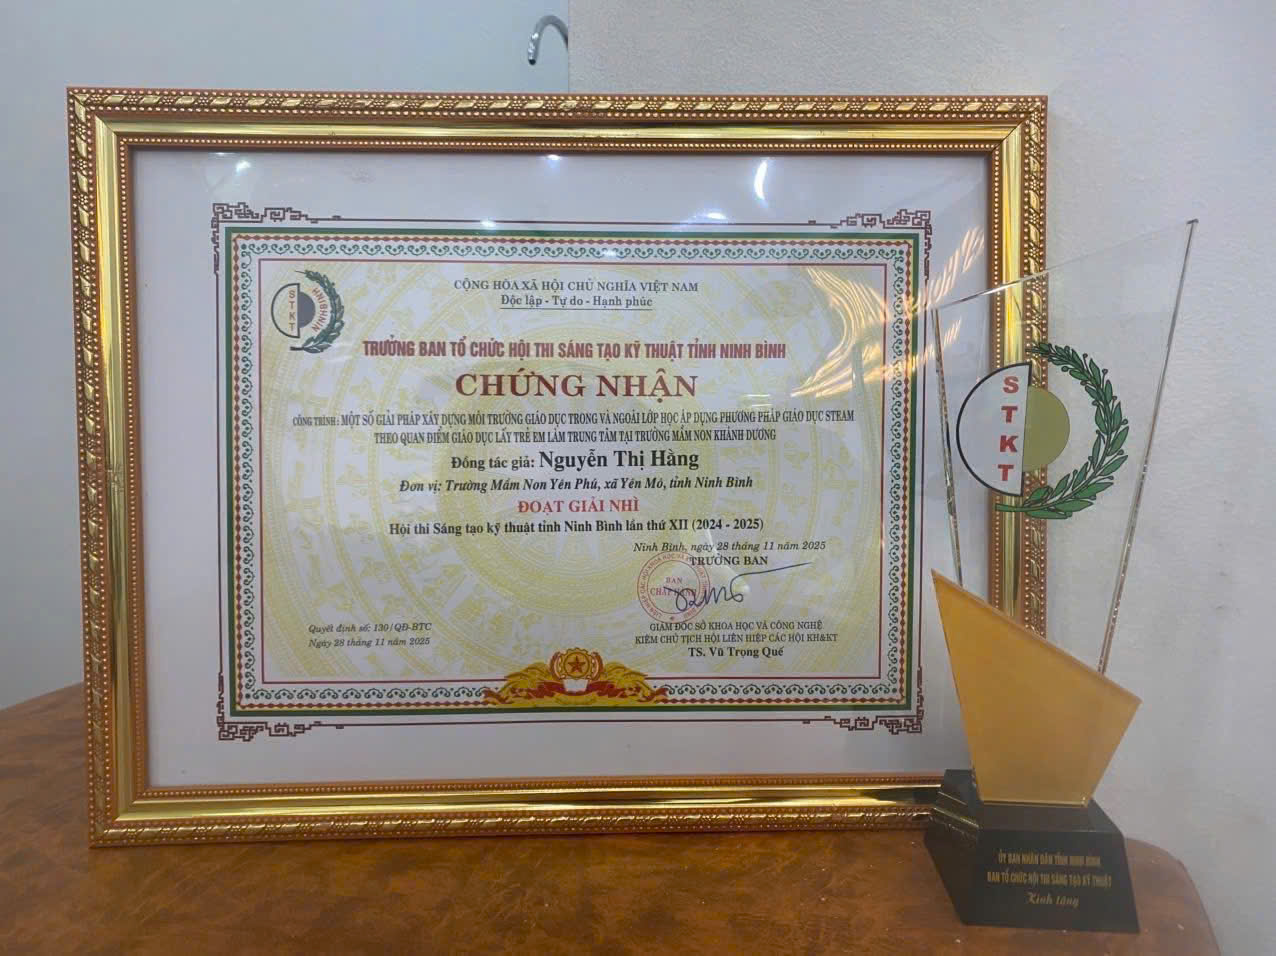 CỘNG HÒA XÃ HỘI CHỦ NGHĨA VIỆT NAM
Độc lập - Tự do - Hạnh phúc
STKT
NINH BÌNH
TRƯỞNG BAN TỔ CHỨC HỘI THI SÁNG TẠO KỸ THUẬT TỈNH NINH BÌNH
CHỨNG NHẬN
CÔNG TRÌNH: MỘT SỐ GIẢI PHÁP XÂY DỰNG MÔI TRƯỜNG GIÁO DỤC TRONG VÀ NGOÀI LỚP HỌC ÁP DỤNG PHƯƠNG PHÁP GIÁO DỤC STEAM
THEO QUAN ĐIỂM GIÁO DỤC LẤY TRẺ EM LÀM TRUNG TÂM TẠI TRƯỜNG MẦM NON KHÁNH DƯƠNG
Đồng tác giả: Nguyễn Thị Hằng
Đơn vị: Trường Mầm Non Yên Phú, xã Yên Mô, tỉnh Ninh Bình
ĐOẠT GIẢI NHÌ
Hội thi Sáng tạo kỹ thuật tỉnh Ninh Bình lần thứ XII (2024 - 2025)
Ninh Bình, ngày 28 tháng 11 năm 2025
TRƯỞNG BAN
BAN
CHẤP HÀNH
GIÁM ĐỐC SỞ KHOA HỌC VÀ CÔNG NGHỆ
KIÊM CHỦ TỊCH HỘI LIÊN HIỆP CÁC HỘI KH&KT
TS. Vũ Trọng Quế
Quyết định số: 130/QĐ-BTC
Ngày 28 tháng 11 năm 2025
STKT
ỦY BAN NHÂN DÂN TỈNH NINH BÌNH
BAN TỔ CHỨC HỘI THI SÁNG TẠO KỸ THUẬT
Kính tặng